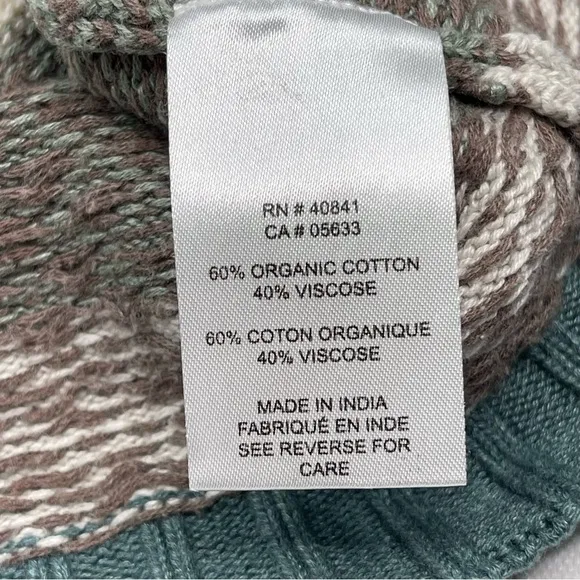 RN # 40841
CA # 05633
60% ORGANIC COTTON
40% VISCOSE
60% COTON ORGANIQUE
40% VISCOSE
MADE IN INDIA
FABRIQUÉ EN INDE
SEE REVERSE FOR
CARE